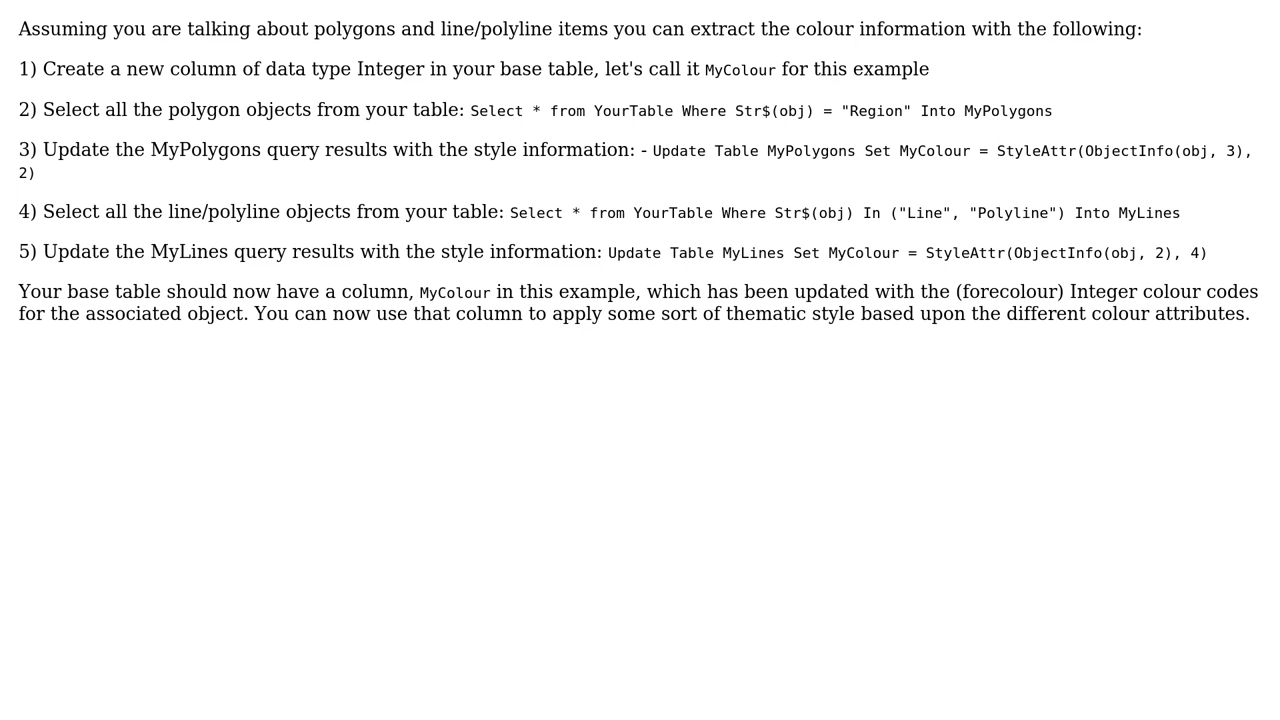 Assuming you are talking about polygons and line/polyline items you can extract the colour information with the following:
1) Create a new column of data type Integer in your base table, let's call it MyColour for this example
2) Select all the polygon objects from your table: Select * from YourTable Where Str$(obj) = "Region" Into MyPolygons
3) Update the MyPolygons query results with the style information: - Update Table MyPolygons Set MyColour = StyleAttr(ObjectInfo(obj, 3),
2)
4) Select all the line/polyline objects from your table: Select * from YourTable Where Str$(obj) In ("Line", "Polyline") Into MyLines
5) Update the MyLines query results with the style information: Update Table MyLines Set MyColour = StyleAttr(ObjectInfo(obj, 2), 4)
Your base table should now have a column, MyColour in this example, which has been updated with the (forecolour) Integer colour codes
for the associated object. You can now use that column to apply some sort of thematic style based upon the different colour attributes.